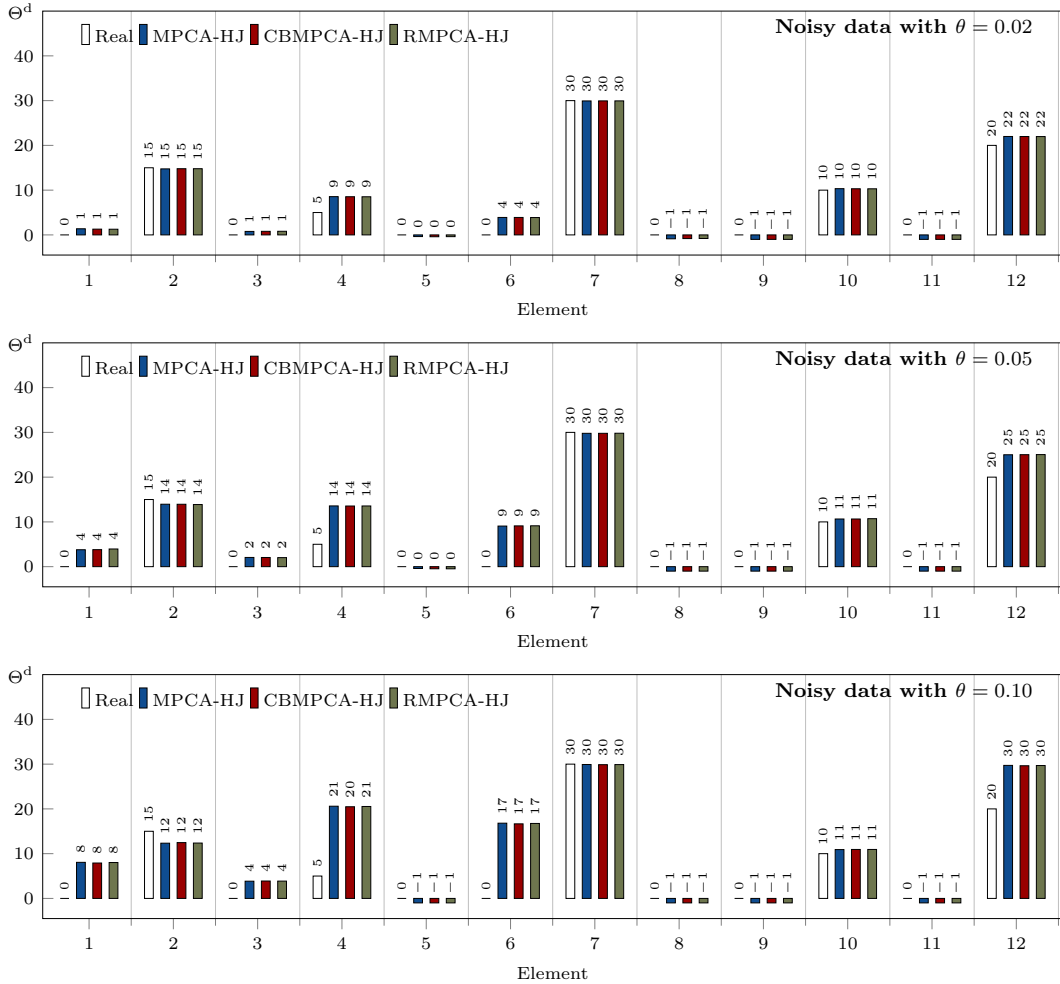 Θᵈ
Real MPCA-HJ CBMPCA-HJ RMPCA-HJ
Noisy data with θ = 0.02
40
30
20
10
0
0 1 1 1
15 15 15 15
0 1 1 1
5 9 9 9
0 0 0 0
0 4 4 4
30 30 30 30
0 −1 −1 −1
0 −1 −1 −1
10 10 10 10
0 −1 −1 −1
20 22 22 22
1 2 3 4 5 6 7 8 9 10 11 12
Element
Θᵈ
Real MPCA-HJ CBMPCA-HJ RMPCA-HJ
Noisy data with θ = 0.05
40
30
20
10
0
0 4 4 4
15 14 14 14
0 2 2 2
5 14 14 14
0 0 0 0
0 9 9 9
30 30 30 30
0 −1 −1 −1
0 −1 −1 −1
10 11 11 11
0 −1 −1 −1
20 25 25 25
1 2 3 4 5 6 7 8 9 10 11 12
Element
Θᵈ
Real MPCA-HJ CBMPCA-HJ RMPCA-HJ
Noisy data with θ = 0.10
40
30
20
10
0
0 8 8 8
15 12 12 12
0 4 4 4
5 21 20 21
0 −1 −1 −1
0 17 17 17
30 30 30 30
0 −1 −1 −1
0 −1 −1 −1
10 11 11 11
0 −1 −1 −1
20 30 30 30
1 2 3 4 5 6 7 8 9 10 11 12
Element